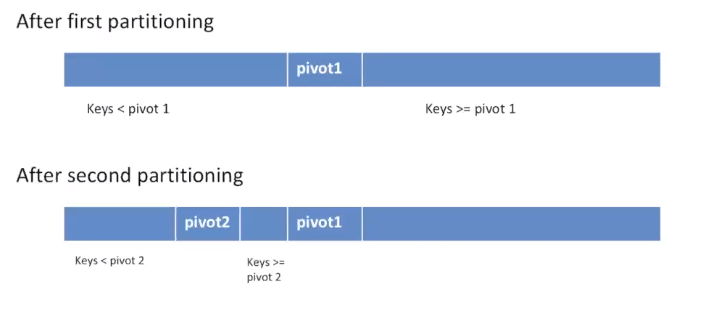 After first partitioning
pivot1
Keys < pivot 1
Keys >= pivot 1
After second partitioning
pivot2
pivot1
Keys < pivot 2
Keys >=
pivot 2